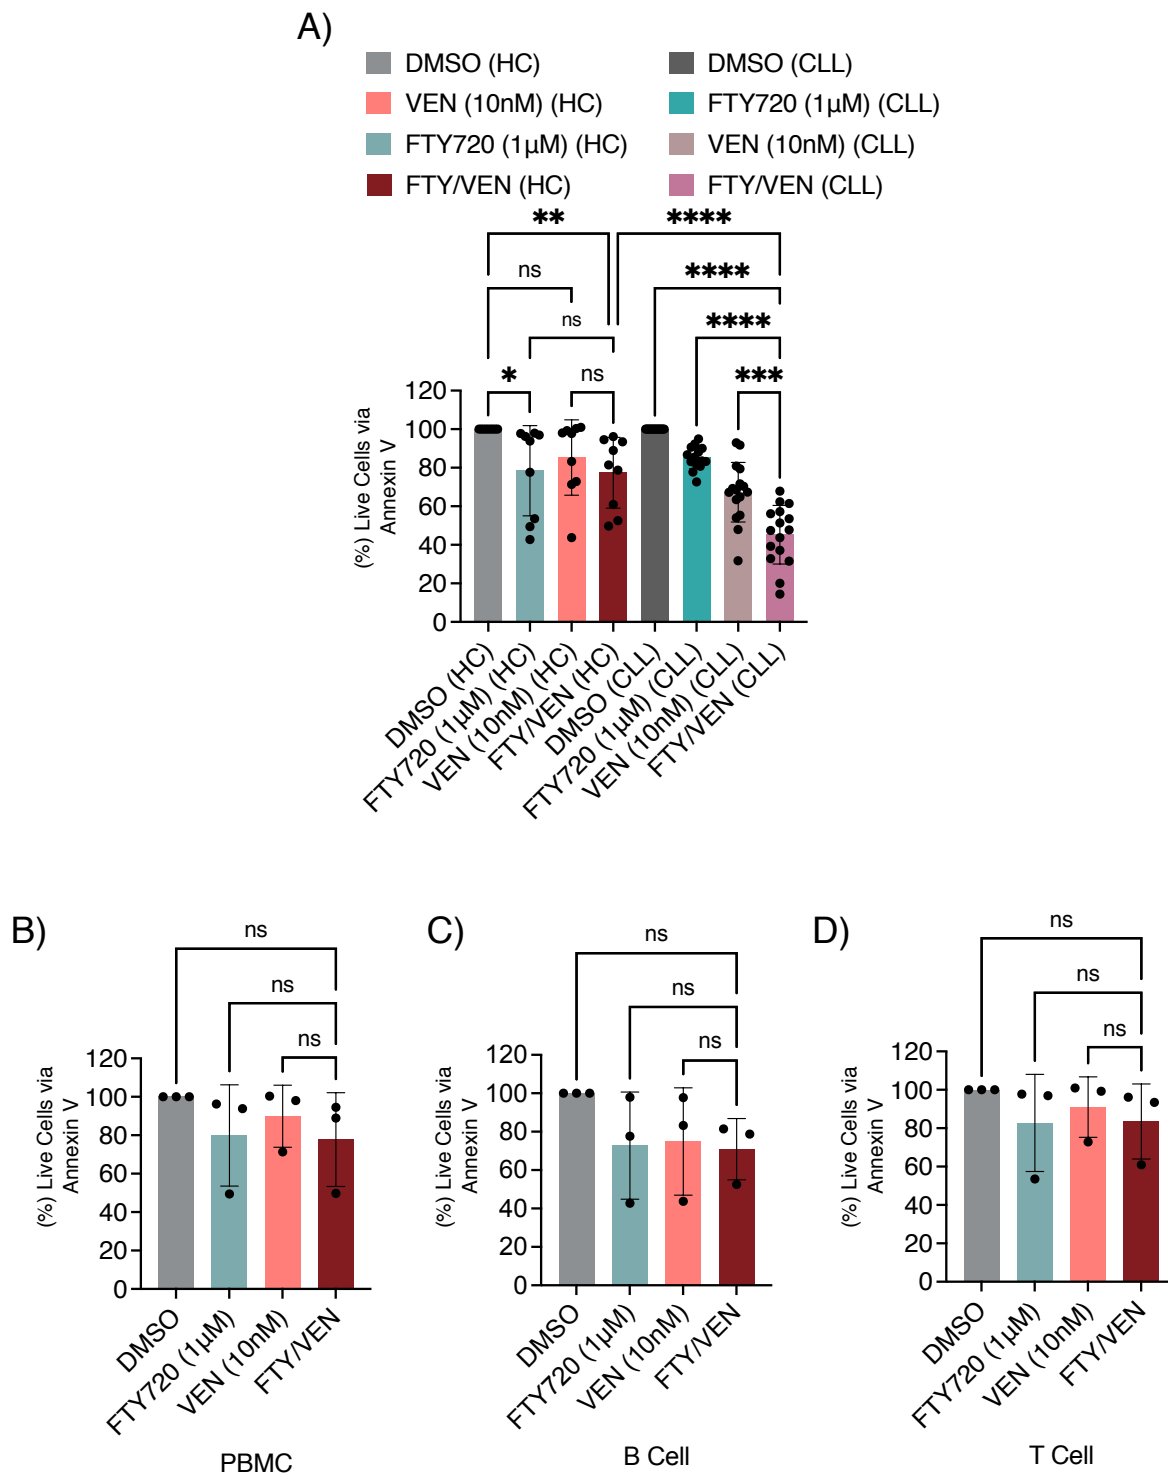 A)
DMSO (HC)
DMSO (CLL)
VEN (10nM) (HC)
FTY720 (1µM) (CLL)
FTY720 (1µM) (HC)
VEN (10nM) (CLL)
FTY/VEN (HC)
FTY/VEN (CLL)
**
****
ns
****
ns
****
*
ns
***
(%) Live Cells via
Annexin V
120
100
80
60
40
20
0
DMSO (HC)
FTY720 (1µM) (HC)
VEN (10nM) (HC)
FTY/VEN (HC)
DMSO (CLL)
FTY720 (1µM) (CLL)
VEN (10nM) (CLL)
FTY/VEN (CLL)
B)
ns
ns
ns
(%) Live Cells via
Annexin V
120
100
80
60
40
20
0
DMSO
FTY720 (1µM)
VEN (10nM)
FTY/VEN
PBMC
C)
ns
ns
ns
(%) Live Cells via
Annexin V
120
100
80
60
40
20
0
DMSO
FTY720 (1µM)
VEN (10nM)
FTY/VEN
B Cell
D)
ns
ns
ns
(%) Live Cells via
Annexin V
120
100
80
60
40
20
0
DMSO
FTY720 (1µM)
VEN (10nM)
FTY/VEN
T Cell